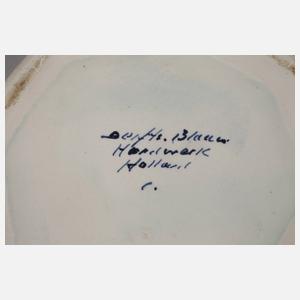 Delfts. Blauw
Handwerk
Holland
C.